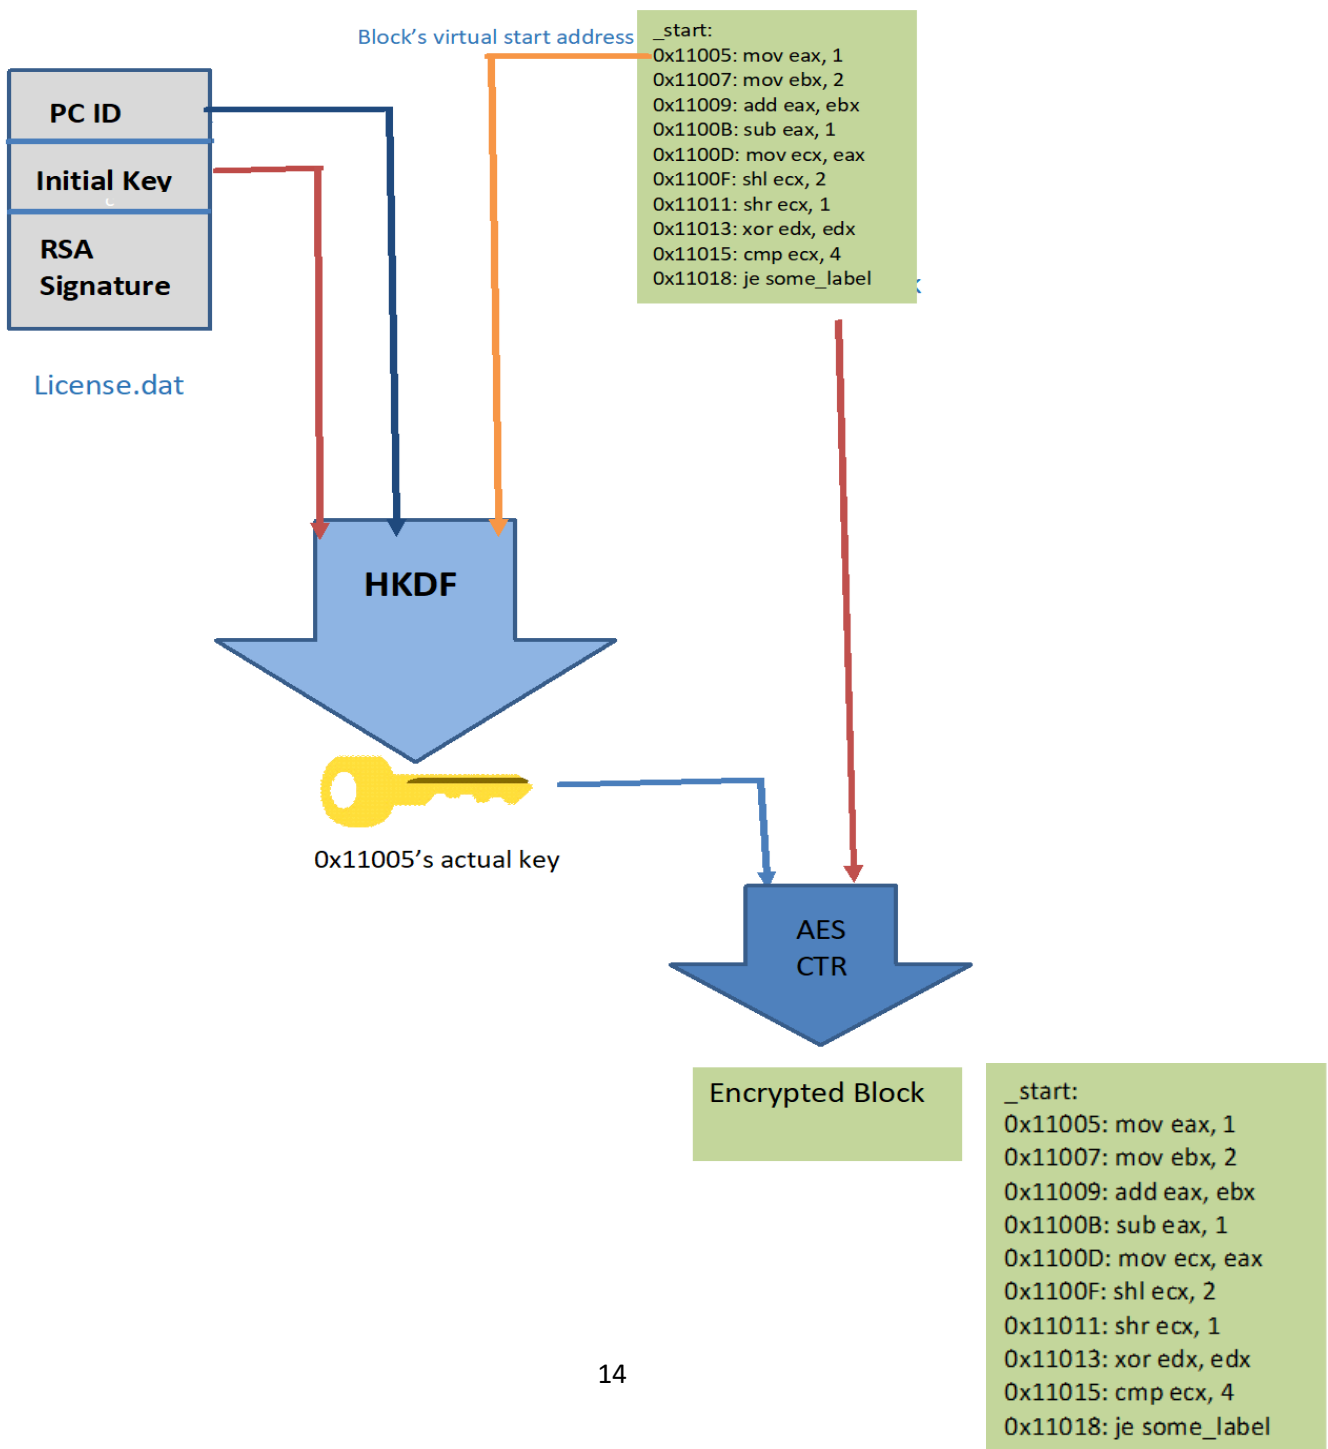 Block's virtual start address
_start:
0x11005: mov eax, 1
0x11007: mov ebx, 2
0x11009: add eax, ebx
0x1100B: sub eax, 1
0x1100D: mov ecx, eax
0x1100F: shl ecx, 2
0x11011: shr ecx, 1
0x11013: xor edx, edx
0x11015: cmp ecx, 4
0x11018: je some_label
PC ID
Initial Key
RSA
Signature
License.dat
HKDF
0x11005's actual key
AES
CTR
Encrypted Block
_start:
0x11005: mov eax, 1
0x11007: mov ebx, 2
0x11009: add eax, ebx
0x1100B: sub eax, 1
0x1100D: mov ecx, eax
0x1100F: shl ecx, 2
0x11011: shr ecx, 1
0x11013: xor edx, edx
0x11015: cmp ecx, 4
0x11018: je some_label
14